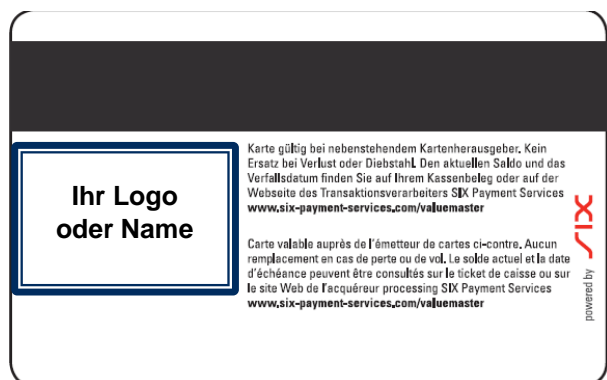 Ihr Logo
oder Name
Karte gültig bei nebenstehendem Kartenherausgeber. Kein
Ersatz bei Verlust oder Diebstahl. Den aktuellen Saldo und das
Verfallsdatum finden Sie auf Ihrem Kassenbeleg oder auf der
Webseite des Transaktionsverarbeiters SIX Payment Services
www.six-payment-services.com/valuemaster
Carte valable auprès de l'émetteur de cartes ci-contre. Aucun
remplacement en cas de perte ou de vol. Le solde actuel et la date
d'échéance peuvent être consultés sur le ticket de caisse ou sur
le site Web de l'acquéreur processing SIX Payment Services
www.six-payment-services.com/valuemaster
powered by SIX